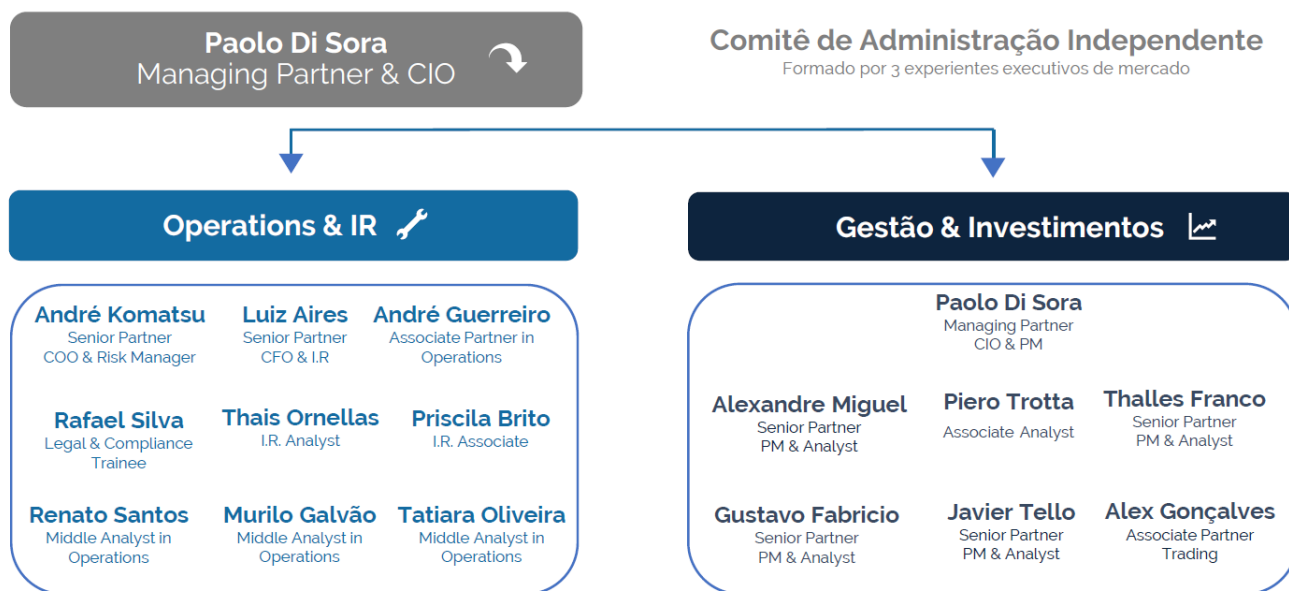 Paolo Di Sora
Managing Partner & CIO
Comitê de Administração Independente
Formado por 3 experientes executivos de mercado
Operations & IR
Gestão & Investimentos
André Komatsu
Senior Partner
COO & Risk Manager
Luiz Aires
Senior Partner
CFO & I.R
André Guerreiro
Associate Partner in
Operations
Rafael Silva
Legal & Compliance
Trainee
Thais Ornellas
I.R. Analyst
Priscila Brito
I.R. Associate
Renato Santos
Middle Analyst in
Operations
Murilo Galvão
Middle Analyst in
Operations
Tatiara Oliveira
Middle Analyst in
Operations
Paolo Di Sora
Managing Partner
CIO & PM
Alexandre Miguel
Senior Partner
PM & Analyst
Piero Trotta
Associate Analyst
Thalles Franco
Senior Partner
PM & Analyst
Gustavo Fabricio
Senior Partner
PM & Analyst
Javier Tello
Senior Partner
PM & Analyst
Alex Gonçalves
Associate Partner
Trading